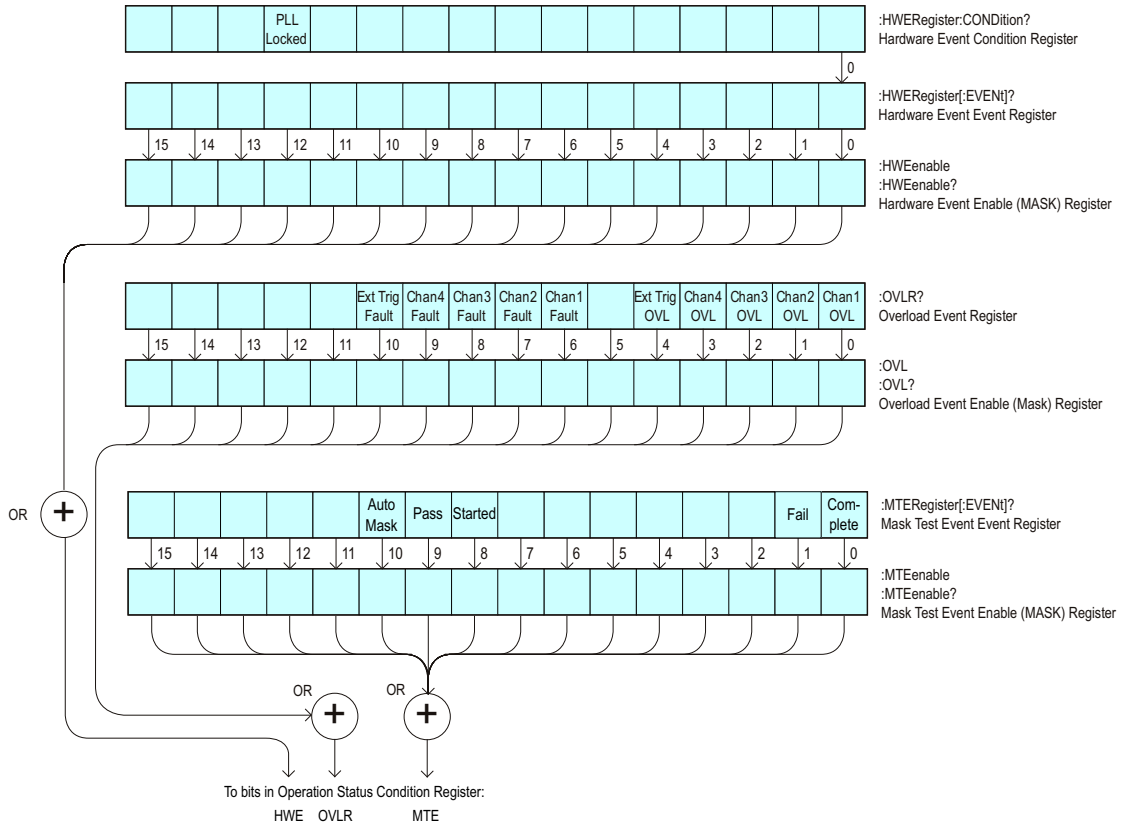 PLL
Locked
:HWERegister:CONDition?
Hardware Event Condition Register
0
:HWERegister[:EVENt]?
Hardware Event Event Register
15 14 13 12 11 10 9 8 7 6 5 4 3 2 1 0
:HWEenable
:HWEenable?
Hardware Event Enable (MASK) Register
Ext Trig Fault
Chan4 Fault
Chan3 Fault
Chan2 Fault
Chan1 Fault
Ext Trig OVL
Chan4 OVL
Chan3 OVL
Chan2 OVL
Chan1 OVL
:OVLR?
Overload Event Register
15 14 13 12 11 10 9 8 7 6 5 4 3 2 1 0
:OVL
:OVL?
Overload Event Enable (Mask) Register
OR
+
Auto Mask
Pass
Started
Fail
Com-
plete
:MTERegister[:EVENt]?
Mask Test Event Event Register
15 14 13 12 11 10 9 8 7 6 5 4 3 2 1 0
:MTEenable
:MTEenable?
Mask Test Event Enable (MASK) Register
OR
+
OR
+
To bits in Operation Status Condition Register:
HWE OVLR MTE